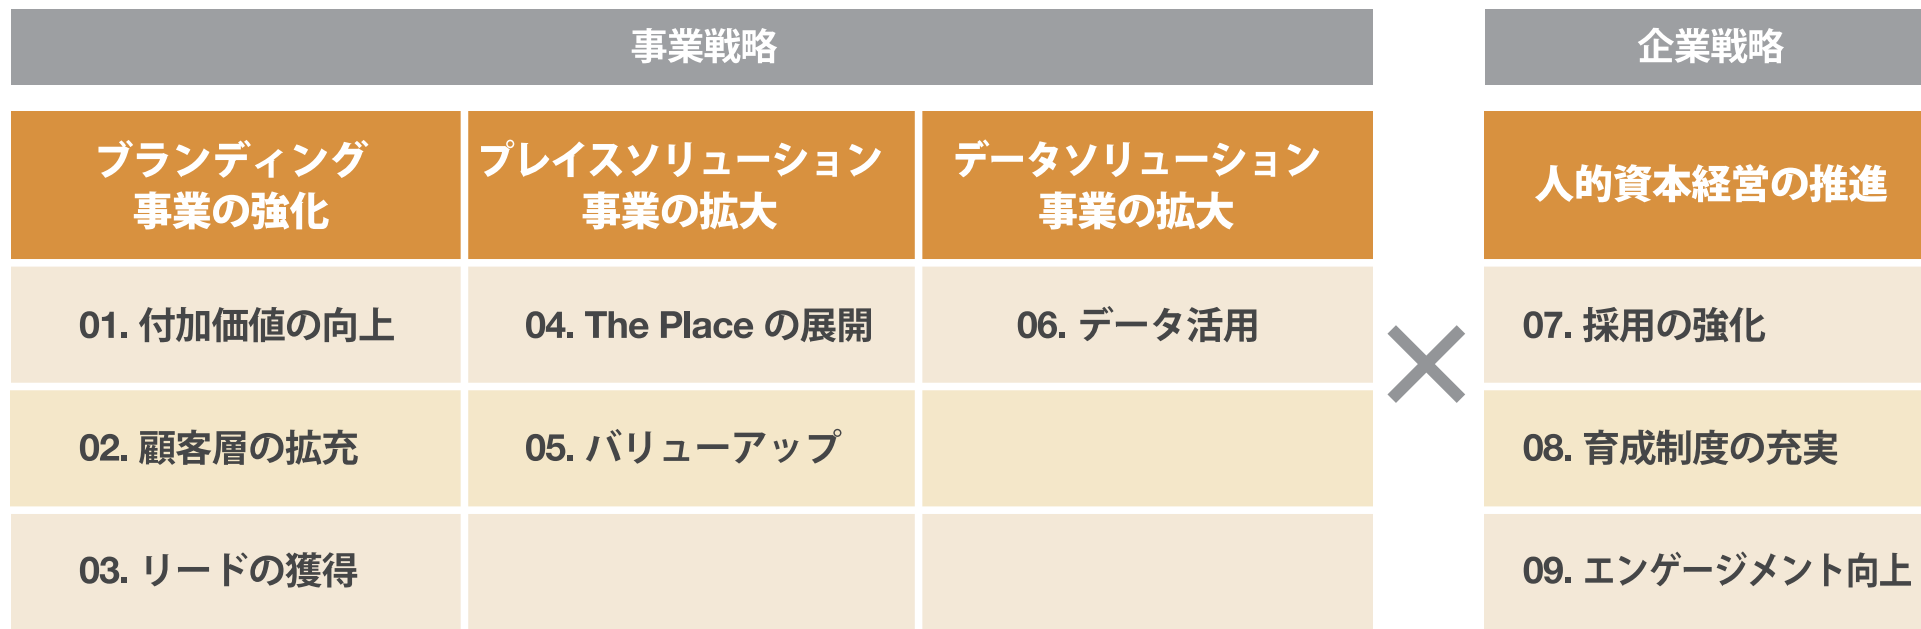 事業戦略
企業戦略
ブランディング
事業の強化
プレイスソリューション
事業の拡大
データソリューション
事業の拡大
人的資本経営の推進
01. 付加価値の向上
04. The Place の展開
06. データ活用
07. 採用の強化
02. 顧客層の拡充
05. バリューアップ
08. 育成制度の充実
03. リードの獲得
09. エンゲージメント向上